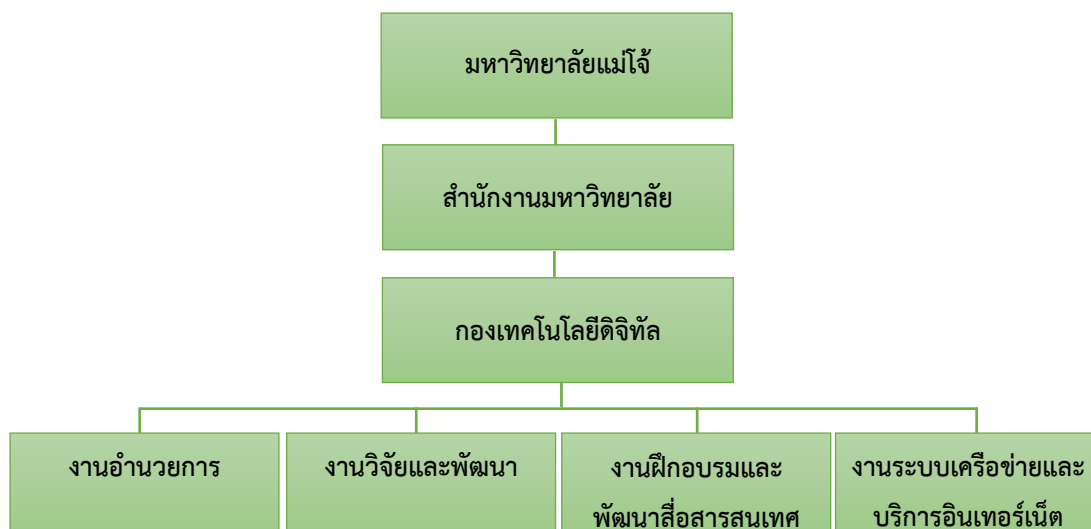 มหาวิทยาลัยแม่โจ้
สำนักงานมหาวิทยาลัย
กองเทคโนโลยีดิจิทัล
งานอำนวยการ
งานวิจัยและพัฒนา
งานฝึกอบรมและ
พัฒนาสื่อสารสนเทศ
งานระบบเครือข่ายและ
บริการอินเทอร์เน็ต